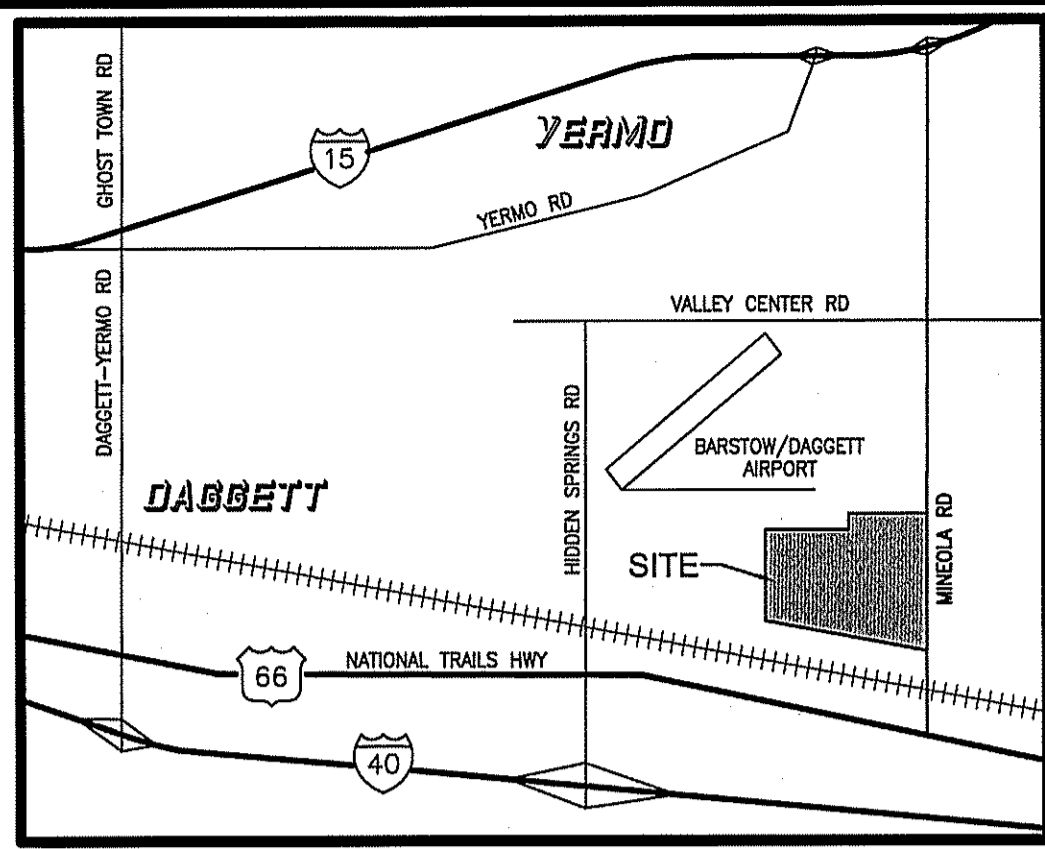 GHOST TOWN RD
15
YERMO
YERMO RD
DAGGETT-YERMO RD
VALLEY CENTER RD
HIDDEN SPRINGS RD
BARSTOW/DAGGETT
AIRPORT
DAGGETT
SITE
MINEOLA RD
NATIONAL TRAILS HWY
66
40